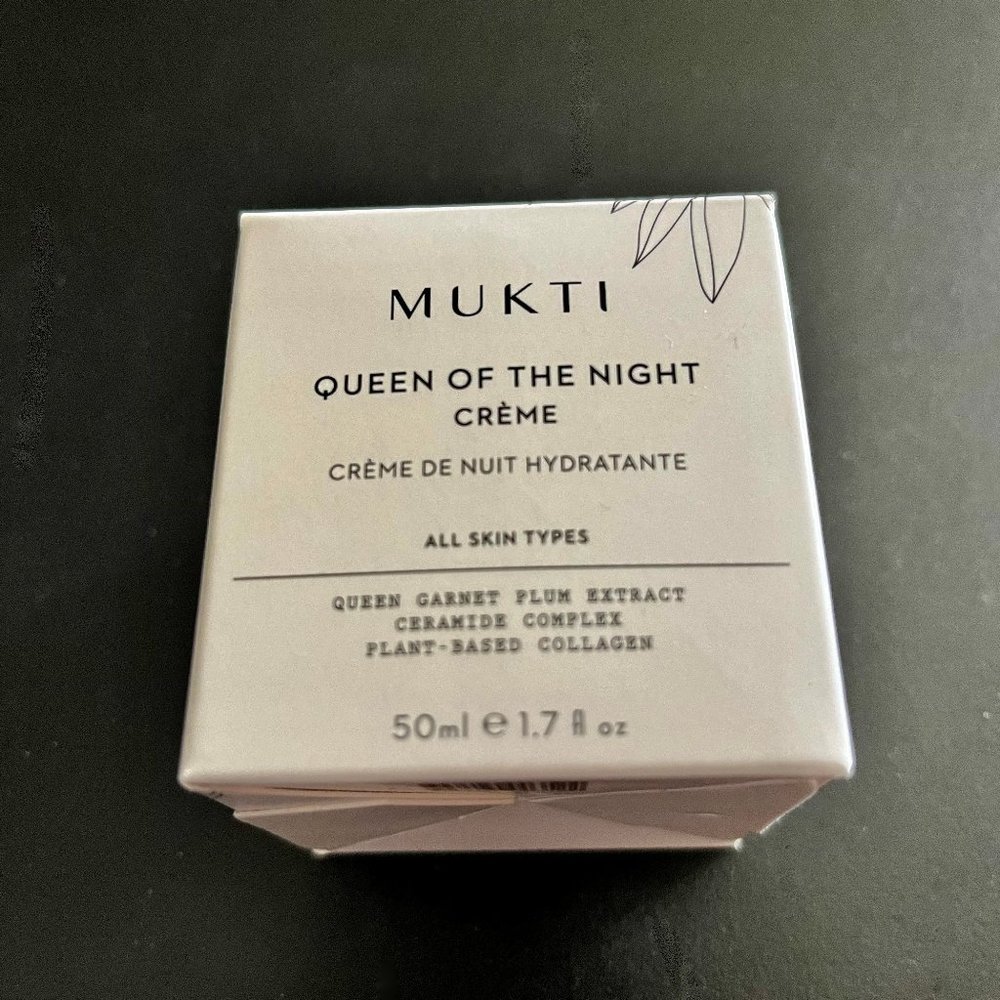 MUKTI
QUEEN OF THE NIGHT
CRÈME
CRÈME DE NUIT HYDRATANTE
ALL SKIN TYPES
QUEEN GARNET PLUM EXTRACT
CERAMIDE COMPLEX
PLANT-BASED COLLAGEN
50ml ℮ 1.7 fl oz